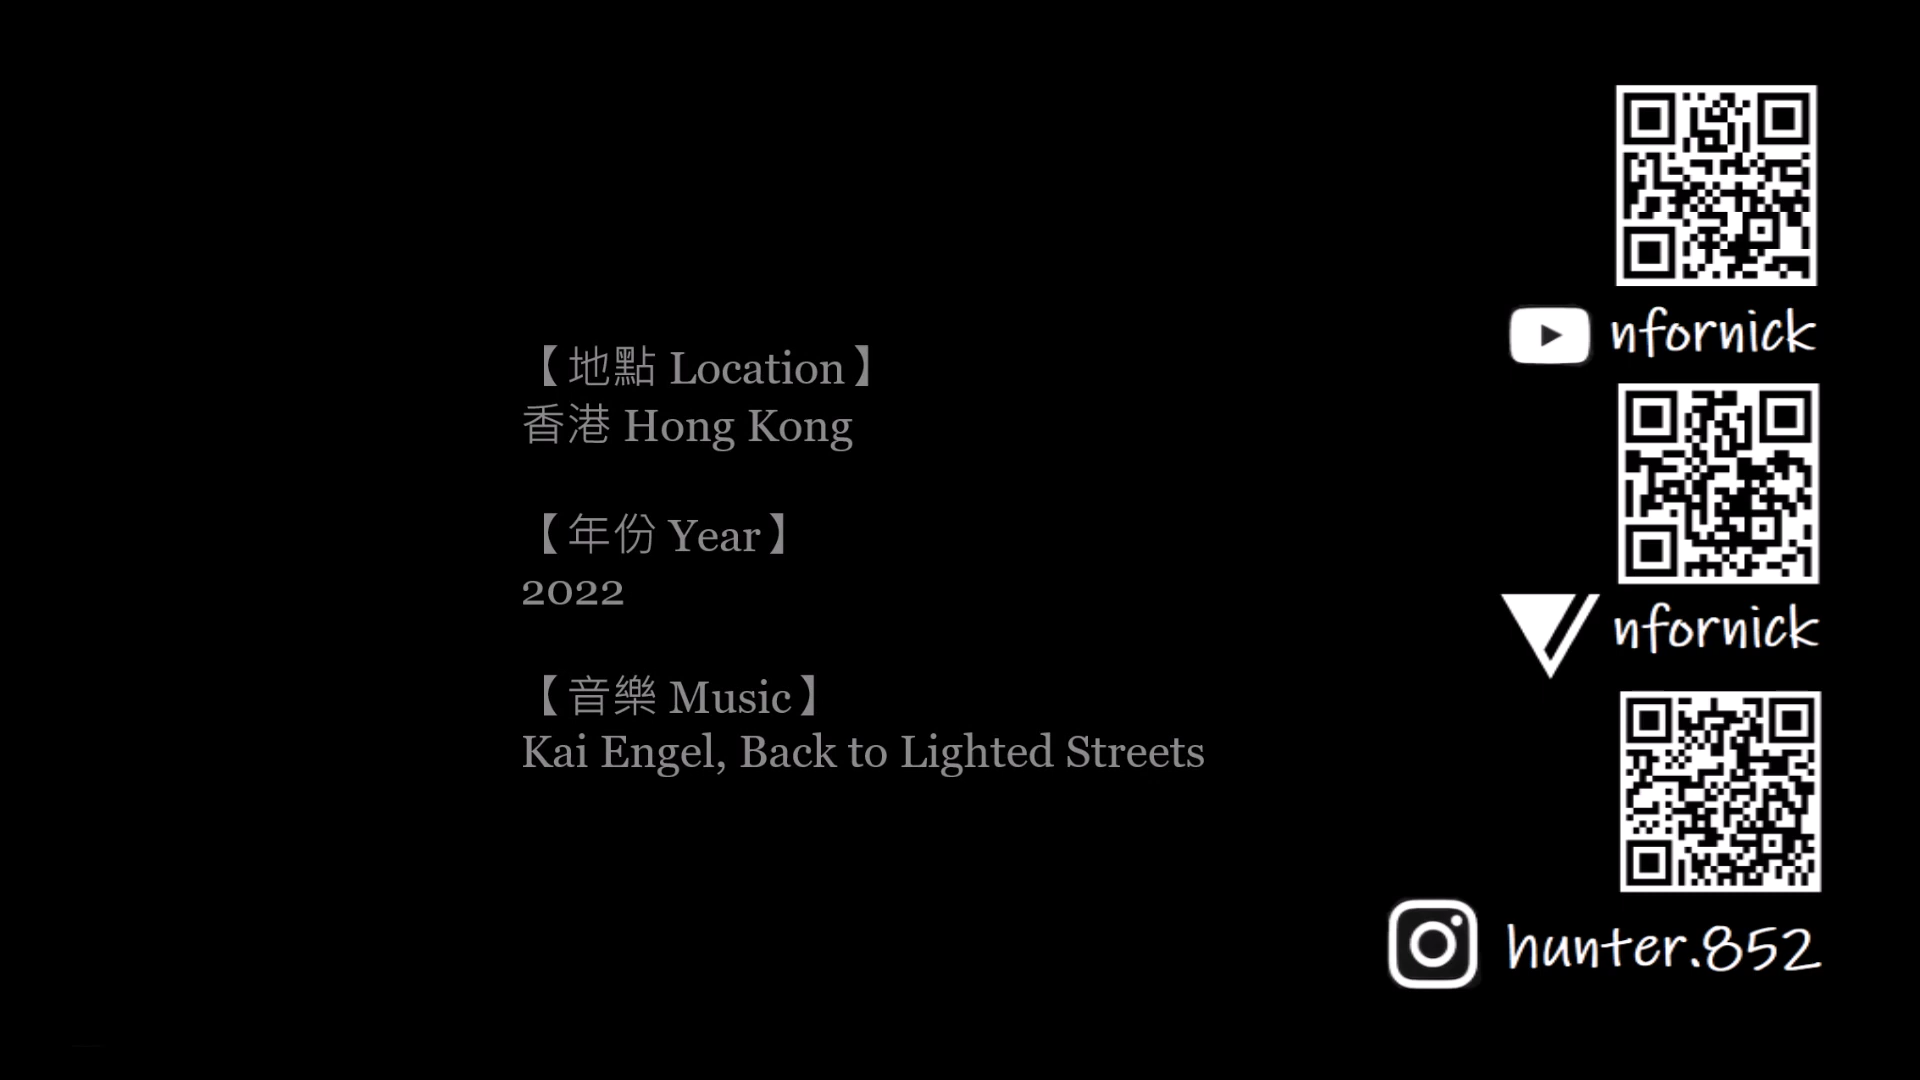 【地點 Location】
香港 Hong Kong
【年份 Year】
2022
【音樂 Music】
Kai Engel, Back to Lighted Streets
nfornick
nfornick
hunter.852